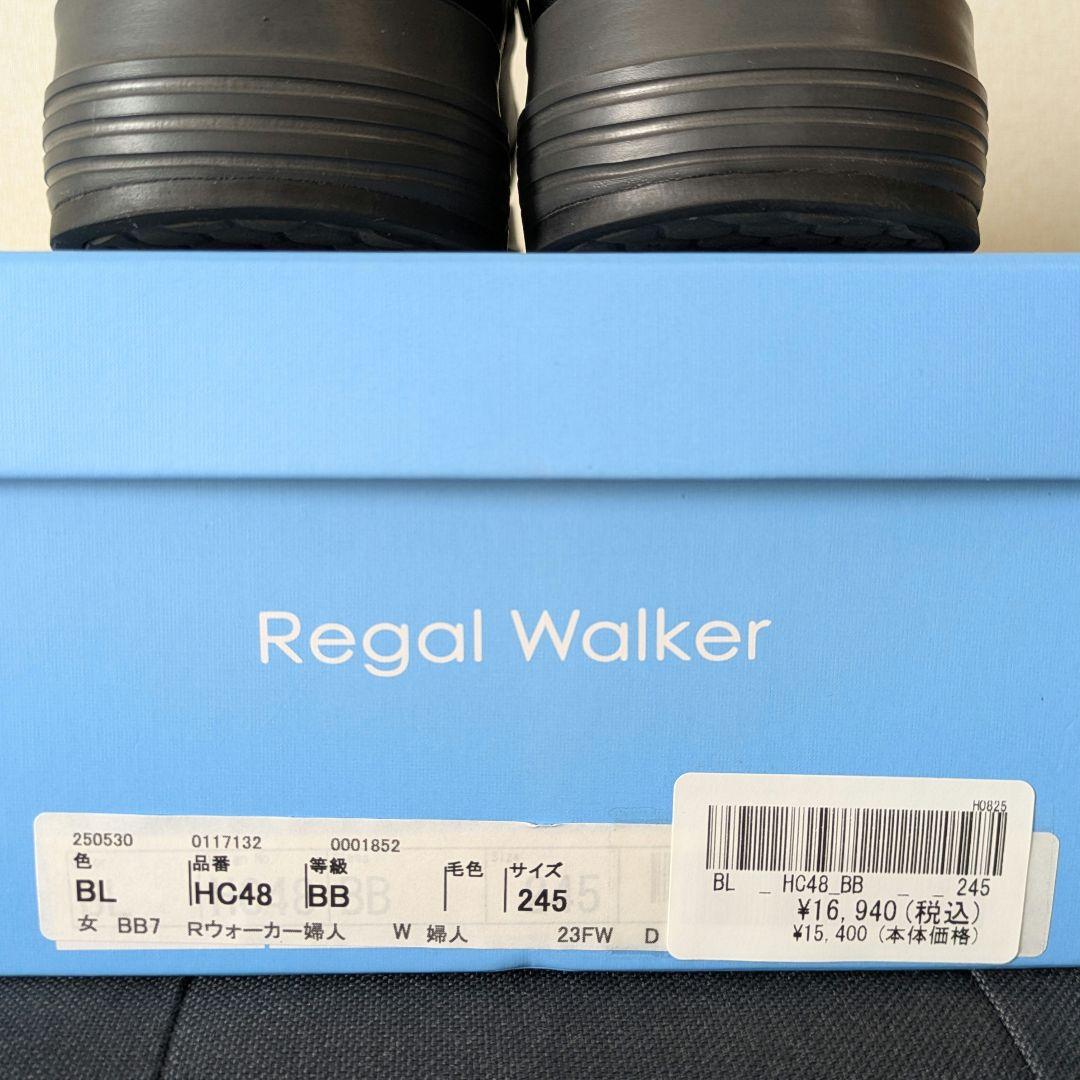 Regal Walker
250530 0117132 0001852
色 品番 等級 毛色 サイズ
BL HC48 BB 245
女 BB7 Rウォーカー婦人 W 婦人 23FW D
H0825
BL _ HC48_BB _ _ 245
¥16,940(税込)
¥15,400(本体価格)